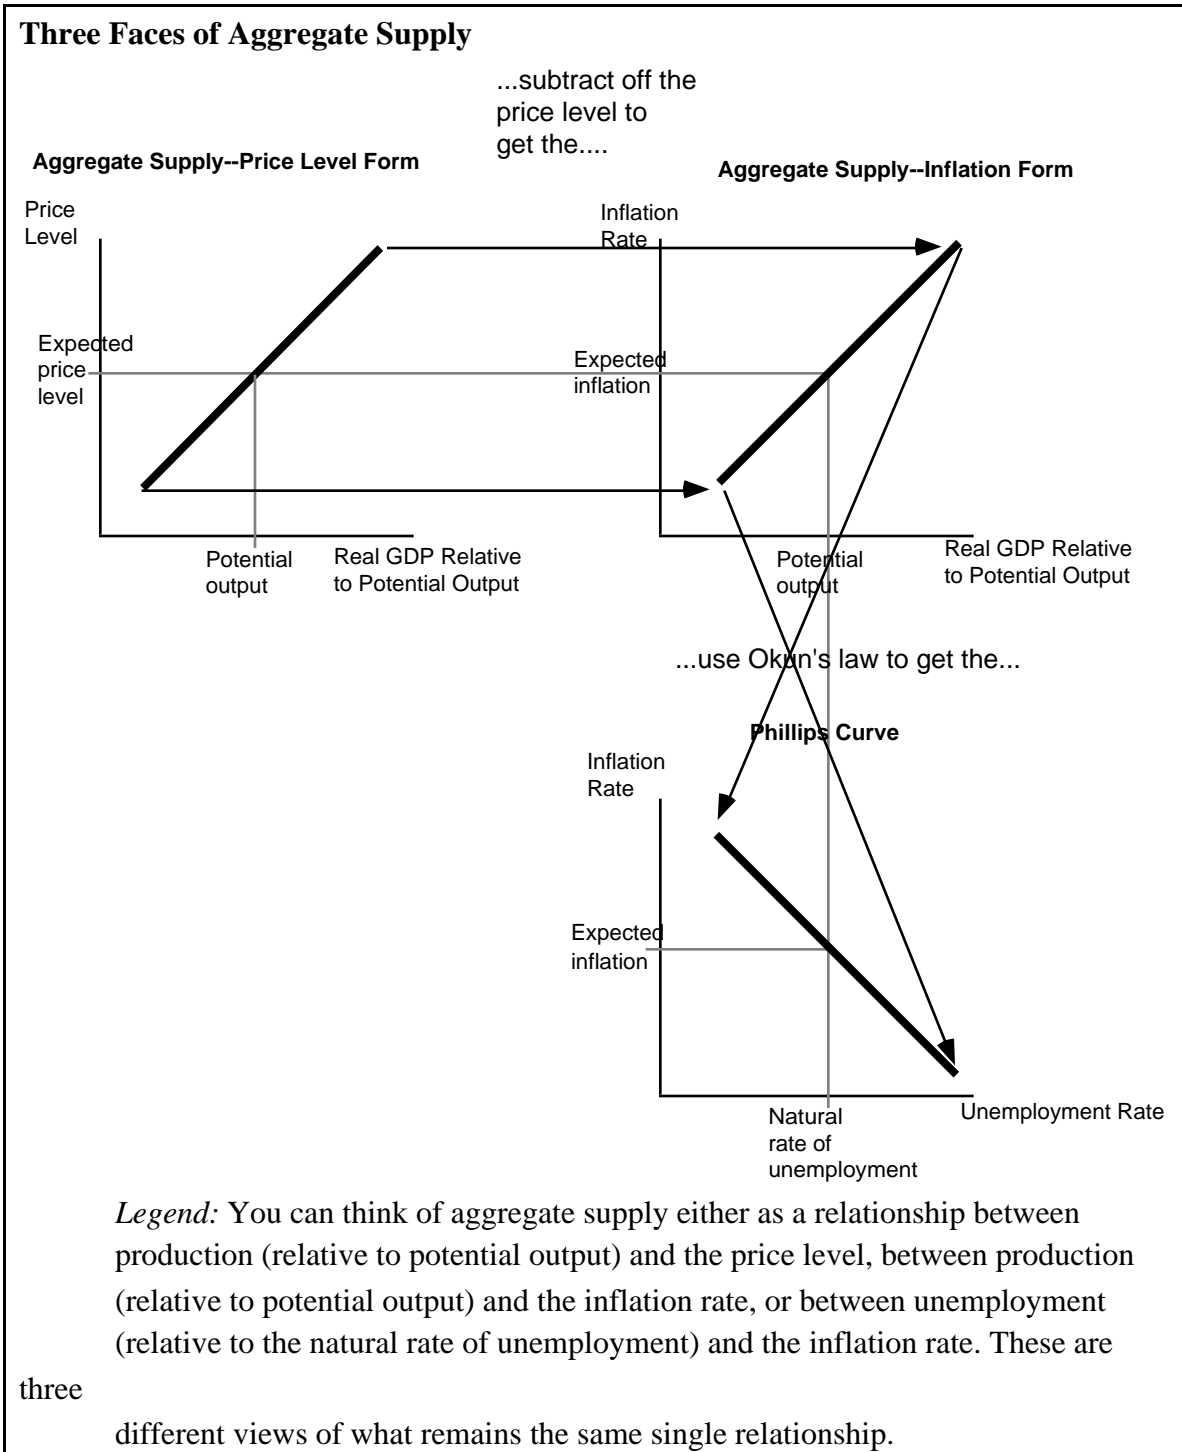 Three Faces of Aggregate Supply
...subtract off the
price level to
get the....
Aggregate Supply--Price Level Form
Aggregate Supply--Inflation Form
Price
Level
Inflation
Rate
Expected
price
level
Expected
inflation
Potential
output
Real GDP Relative
to Potential Output
Potential
output
Real GDP Relative
to Potential Output
...use Okun's law to get the...
Phillips Curve
Inflation
Rate
Expected
inflation
Natural
rate of
unemployment
Unemployment Rate
Legend: You can think of aggregate supply either as a relationship between
production (relative to potential output) and the price level, between production
(relative to potential output) and the inflation rate, or between unemployment
(relative to the natural rate of unemployment) and the inflation rate. These are
three
different views of what remains the same single relationship.